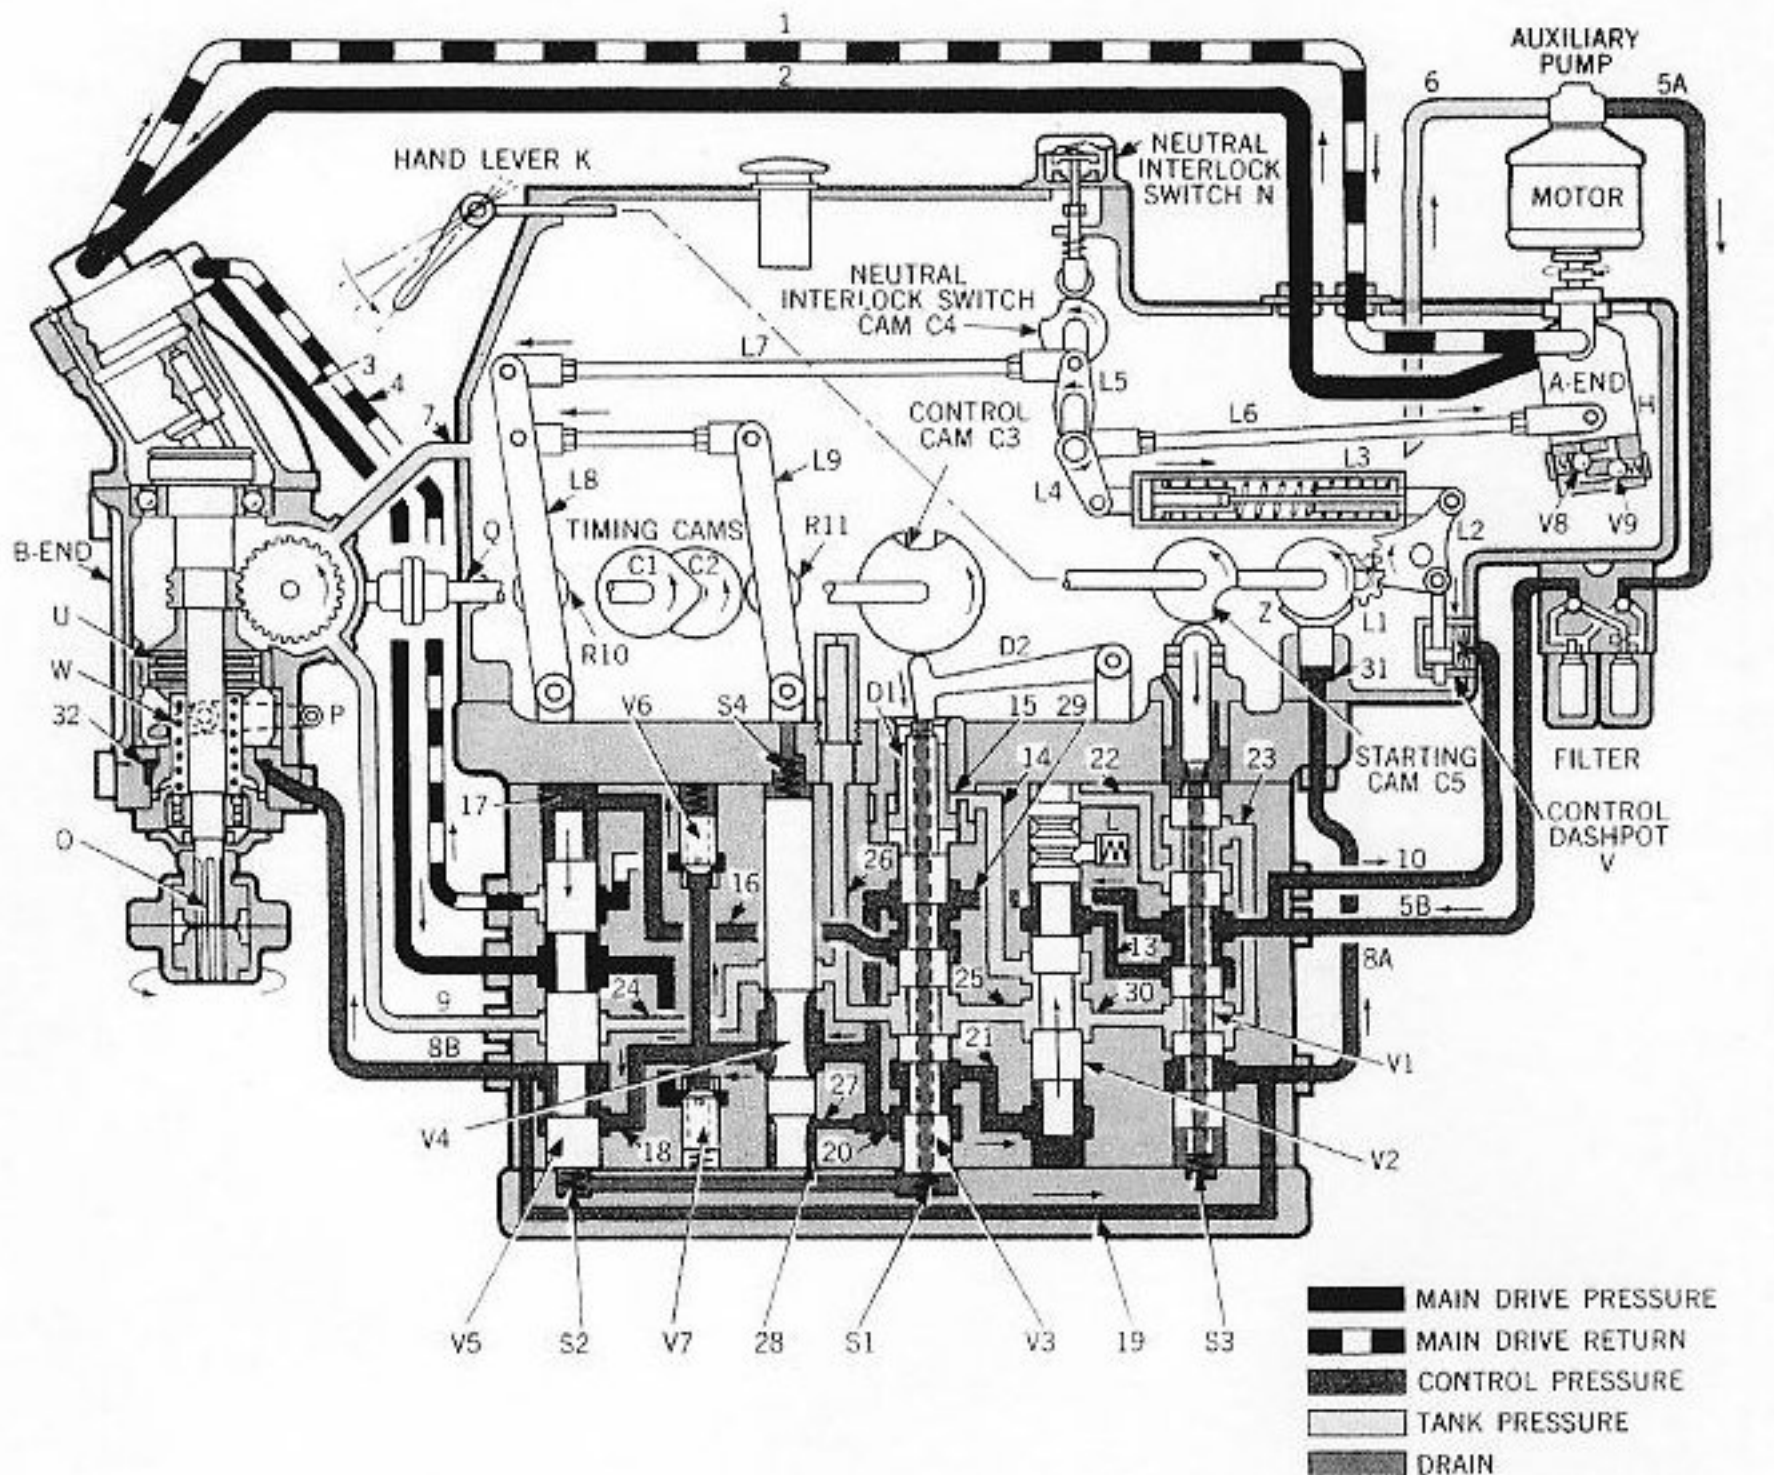 1
AUXILIARY
PUMP
2
6
5A
HAND LEVER K
NEUTRAL
INTERLOCK
SWITCH N
MOTOR
NEUTRAL
INTERLOCK SWITCH
CAM C4
L7
3
4
L5
A-END
H
CONTROL
CAM C3
L6
7
L9
L8
L3
L4
TIMING CAMS
R11
V8
V9
L2
B-END
Q
C1
C2
U
Z
L1
R10
D2
W
31
32
P
V6
S4
D1
15
29
14
22
23
STARTING
CAM C5
FILTER
17
CONTROL
DASHPOT
V
O
L
26
10
16
5B
13
8A
9
24
25
30
8B
21
V1
27
V4
18
20
V2
V5
S2
V7
28
S1
V3
19
S3
MAIN DRIVE PRESSURE
MAIN DRIVE RETURN
CONTROL PRESSURE
TANK PRESSURE
DRAIN